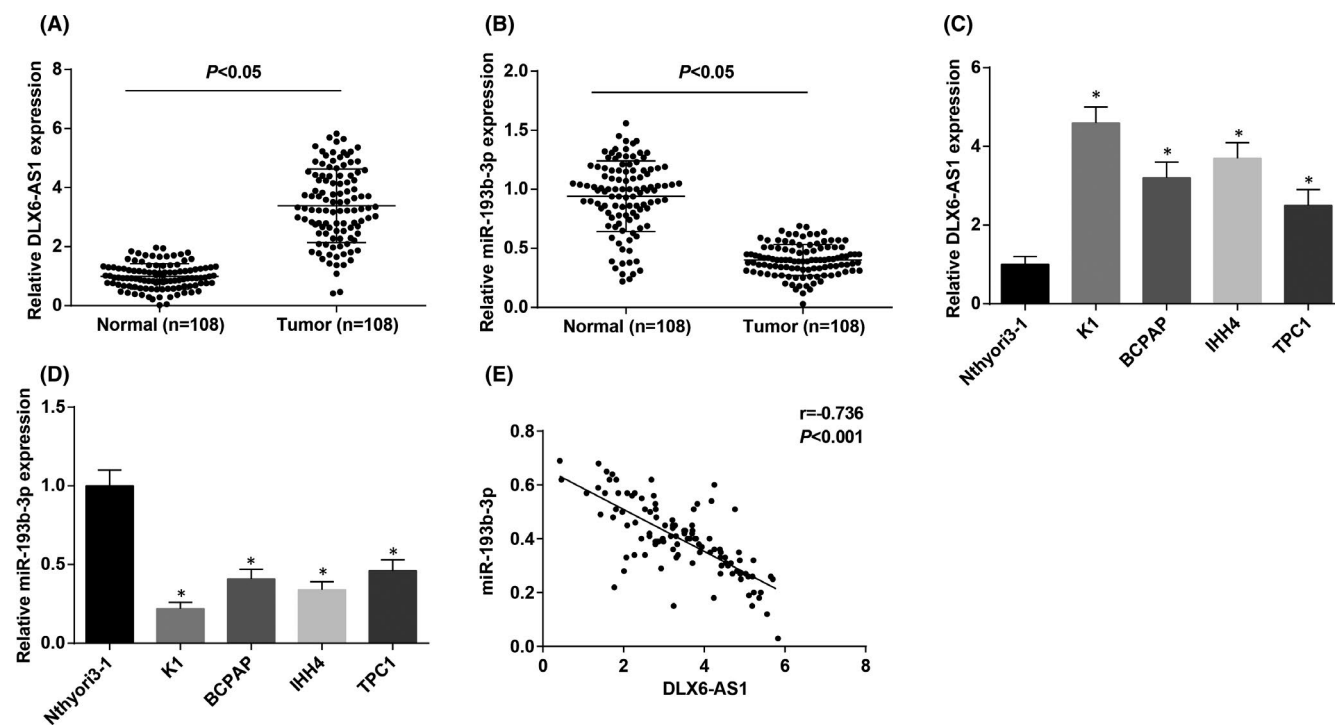 (A)
Relative DLX6-AS1 expression
8
6
4
2
0
P<0.05
Normal (n=108)
Tumor (n=108)
(B)
Relative miR-193b-3p expression
2.0
1.5
1.0
0.5
0.0
P<0.05
Normal (n=108)
Tumor (n=108)
(C)
Relative DLX6-AS1 expression
6
4
2
0
*
*
*
*
Nthyori3-1
K1
BCPAP
IHH4
TPC1
(D)
Relative miR-193b-3p expression
1.5
1.0
0.5
0.0
*
*
*
*
Nthyori3-1
K1
BCPAP
IHH4
TPC1
(E)
r=-0.736
P<0.001
miR-193b-3p
0.8
0.6
0.4
0.2
0.0
0
2
4
6
8
DLX6-AS1